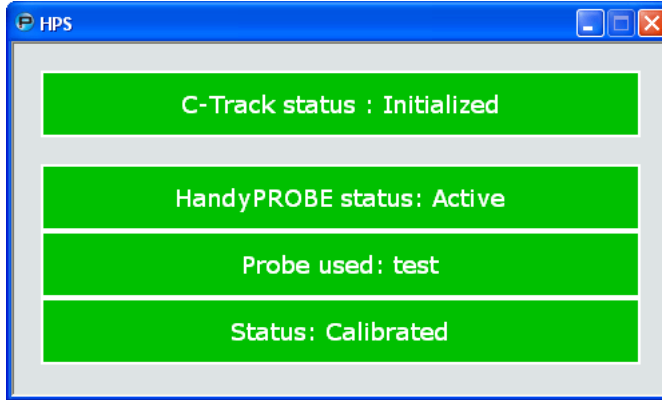 HPS
C-Track status : Initialized
HandyPROBE status: Active
Probe used: test
Status: Calibrated